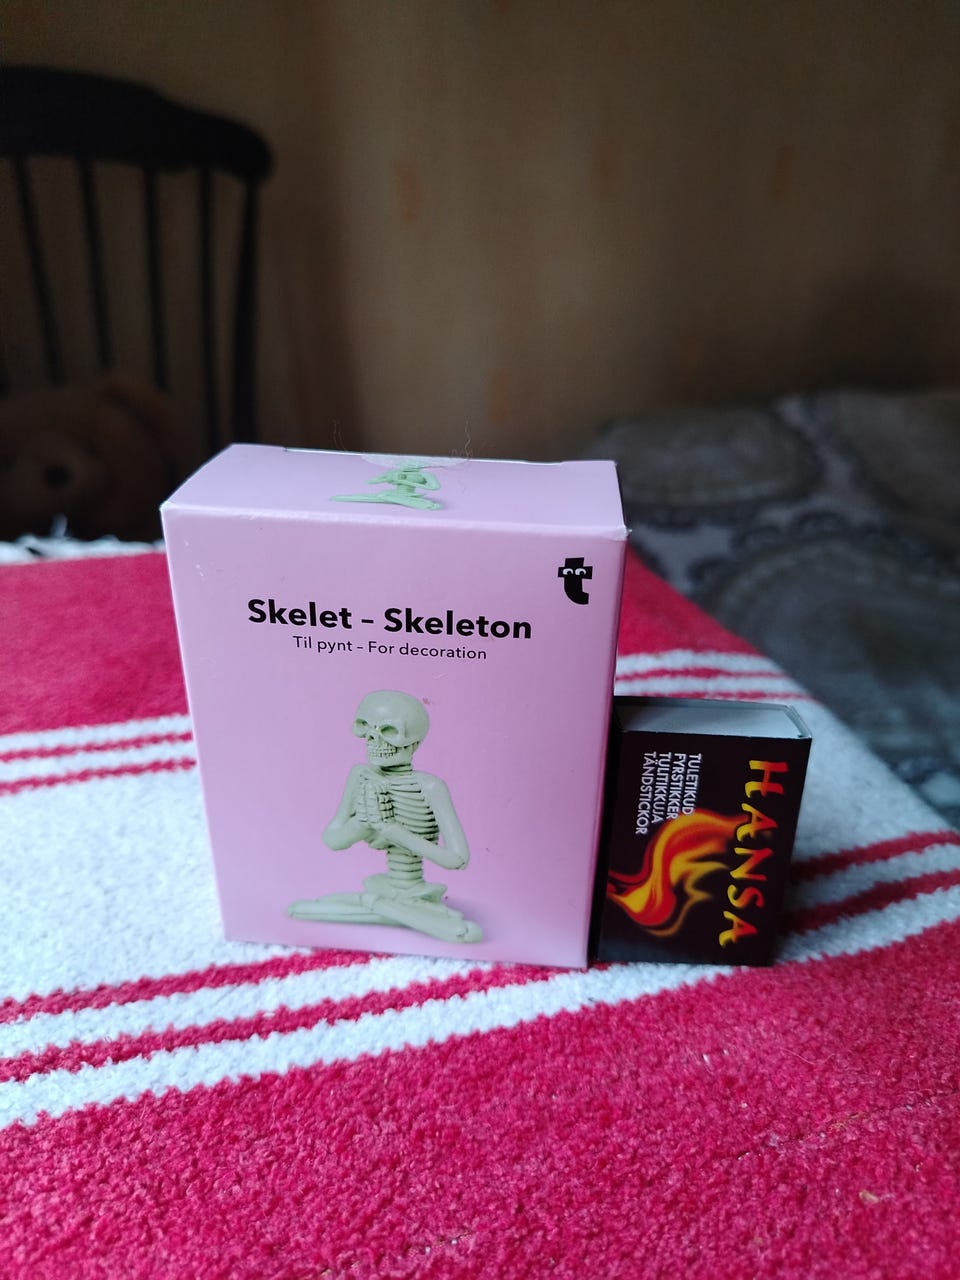 t
Skelet – Skeleton
Til pynt – For decoration
HANSA
TULETIKUD
FYRSTIKKER
TULITIKKUJA
TÄNDSTICKOR